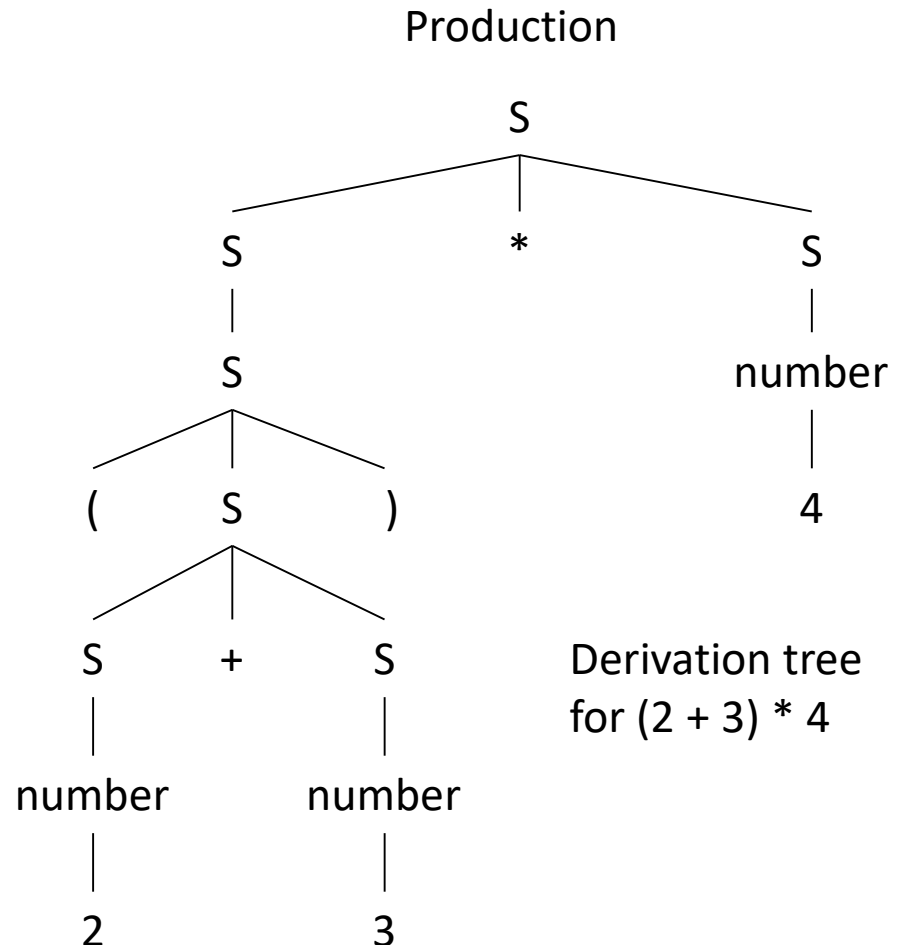 Production
S
S * S
S number
( S ) 4
S + S
Derivation tree
for (2 + 3) * 4
number number
2 3